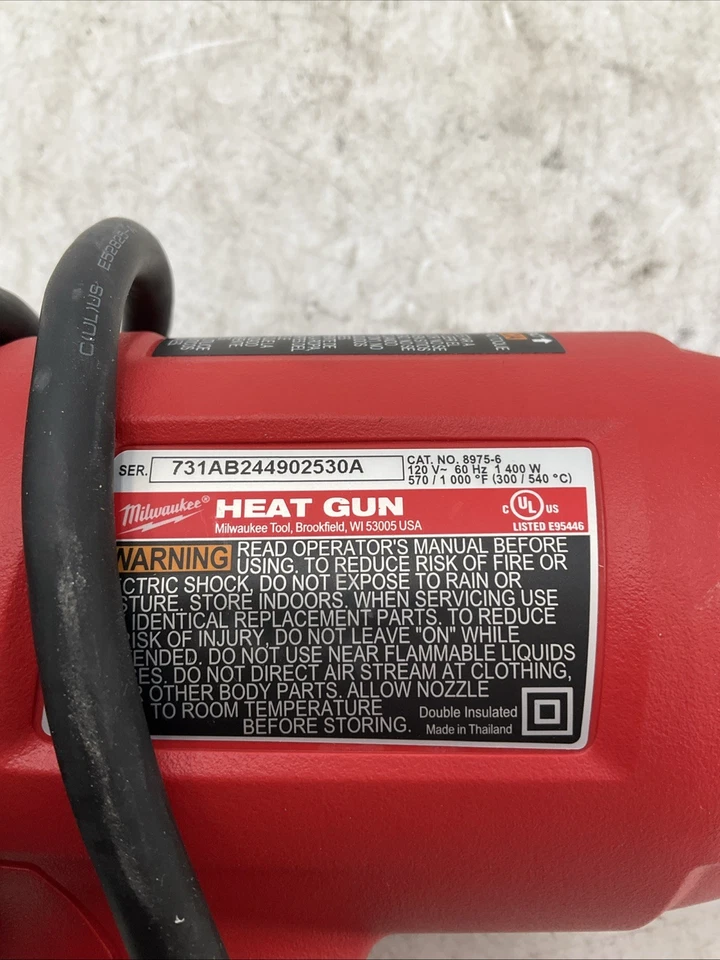 C(UL)US E52825
SER. 731AB244902530A
CAT. NO. 8975-6
120 V~ 60 Hz 1 400 W
570 / 1 000 °F (300 / 540 °C)
Milwaukee® HEAT GUN
Milwaukee Tool, Brookfield, WI 53005 USA
C UL US
LISTED E95446
WARNING READ OPERATOR'S MANUAL BEFORE
USING. TO REDUCE RISK OF FIRE OR
CTRIC SHOCK, DO NOT EXPOSE TO RAIN OR
STURE. STORE INDOORS. WHEN SERVICING USE
IDENTICAL REPLACEMENT PARTS. TO REDUCE
ISK OF INJURY, DO NOT LEAVE "ON" WHILE
ENDED. DO NOT USE NEAR FLAMMABLE LIQUIDS
ES. DO NOT DIRECT AIR STREAM AT CLOTHING,
OTHER BODY PARTS. ALLOW NOZZLE
TO ROOM TEMPERATURE
BEFORE STORING.
Double Insulated
Made in Thailand